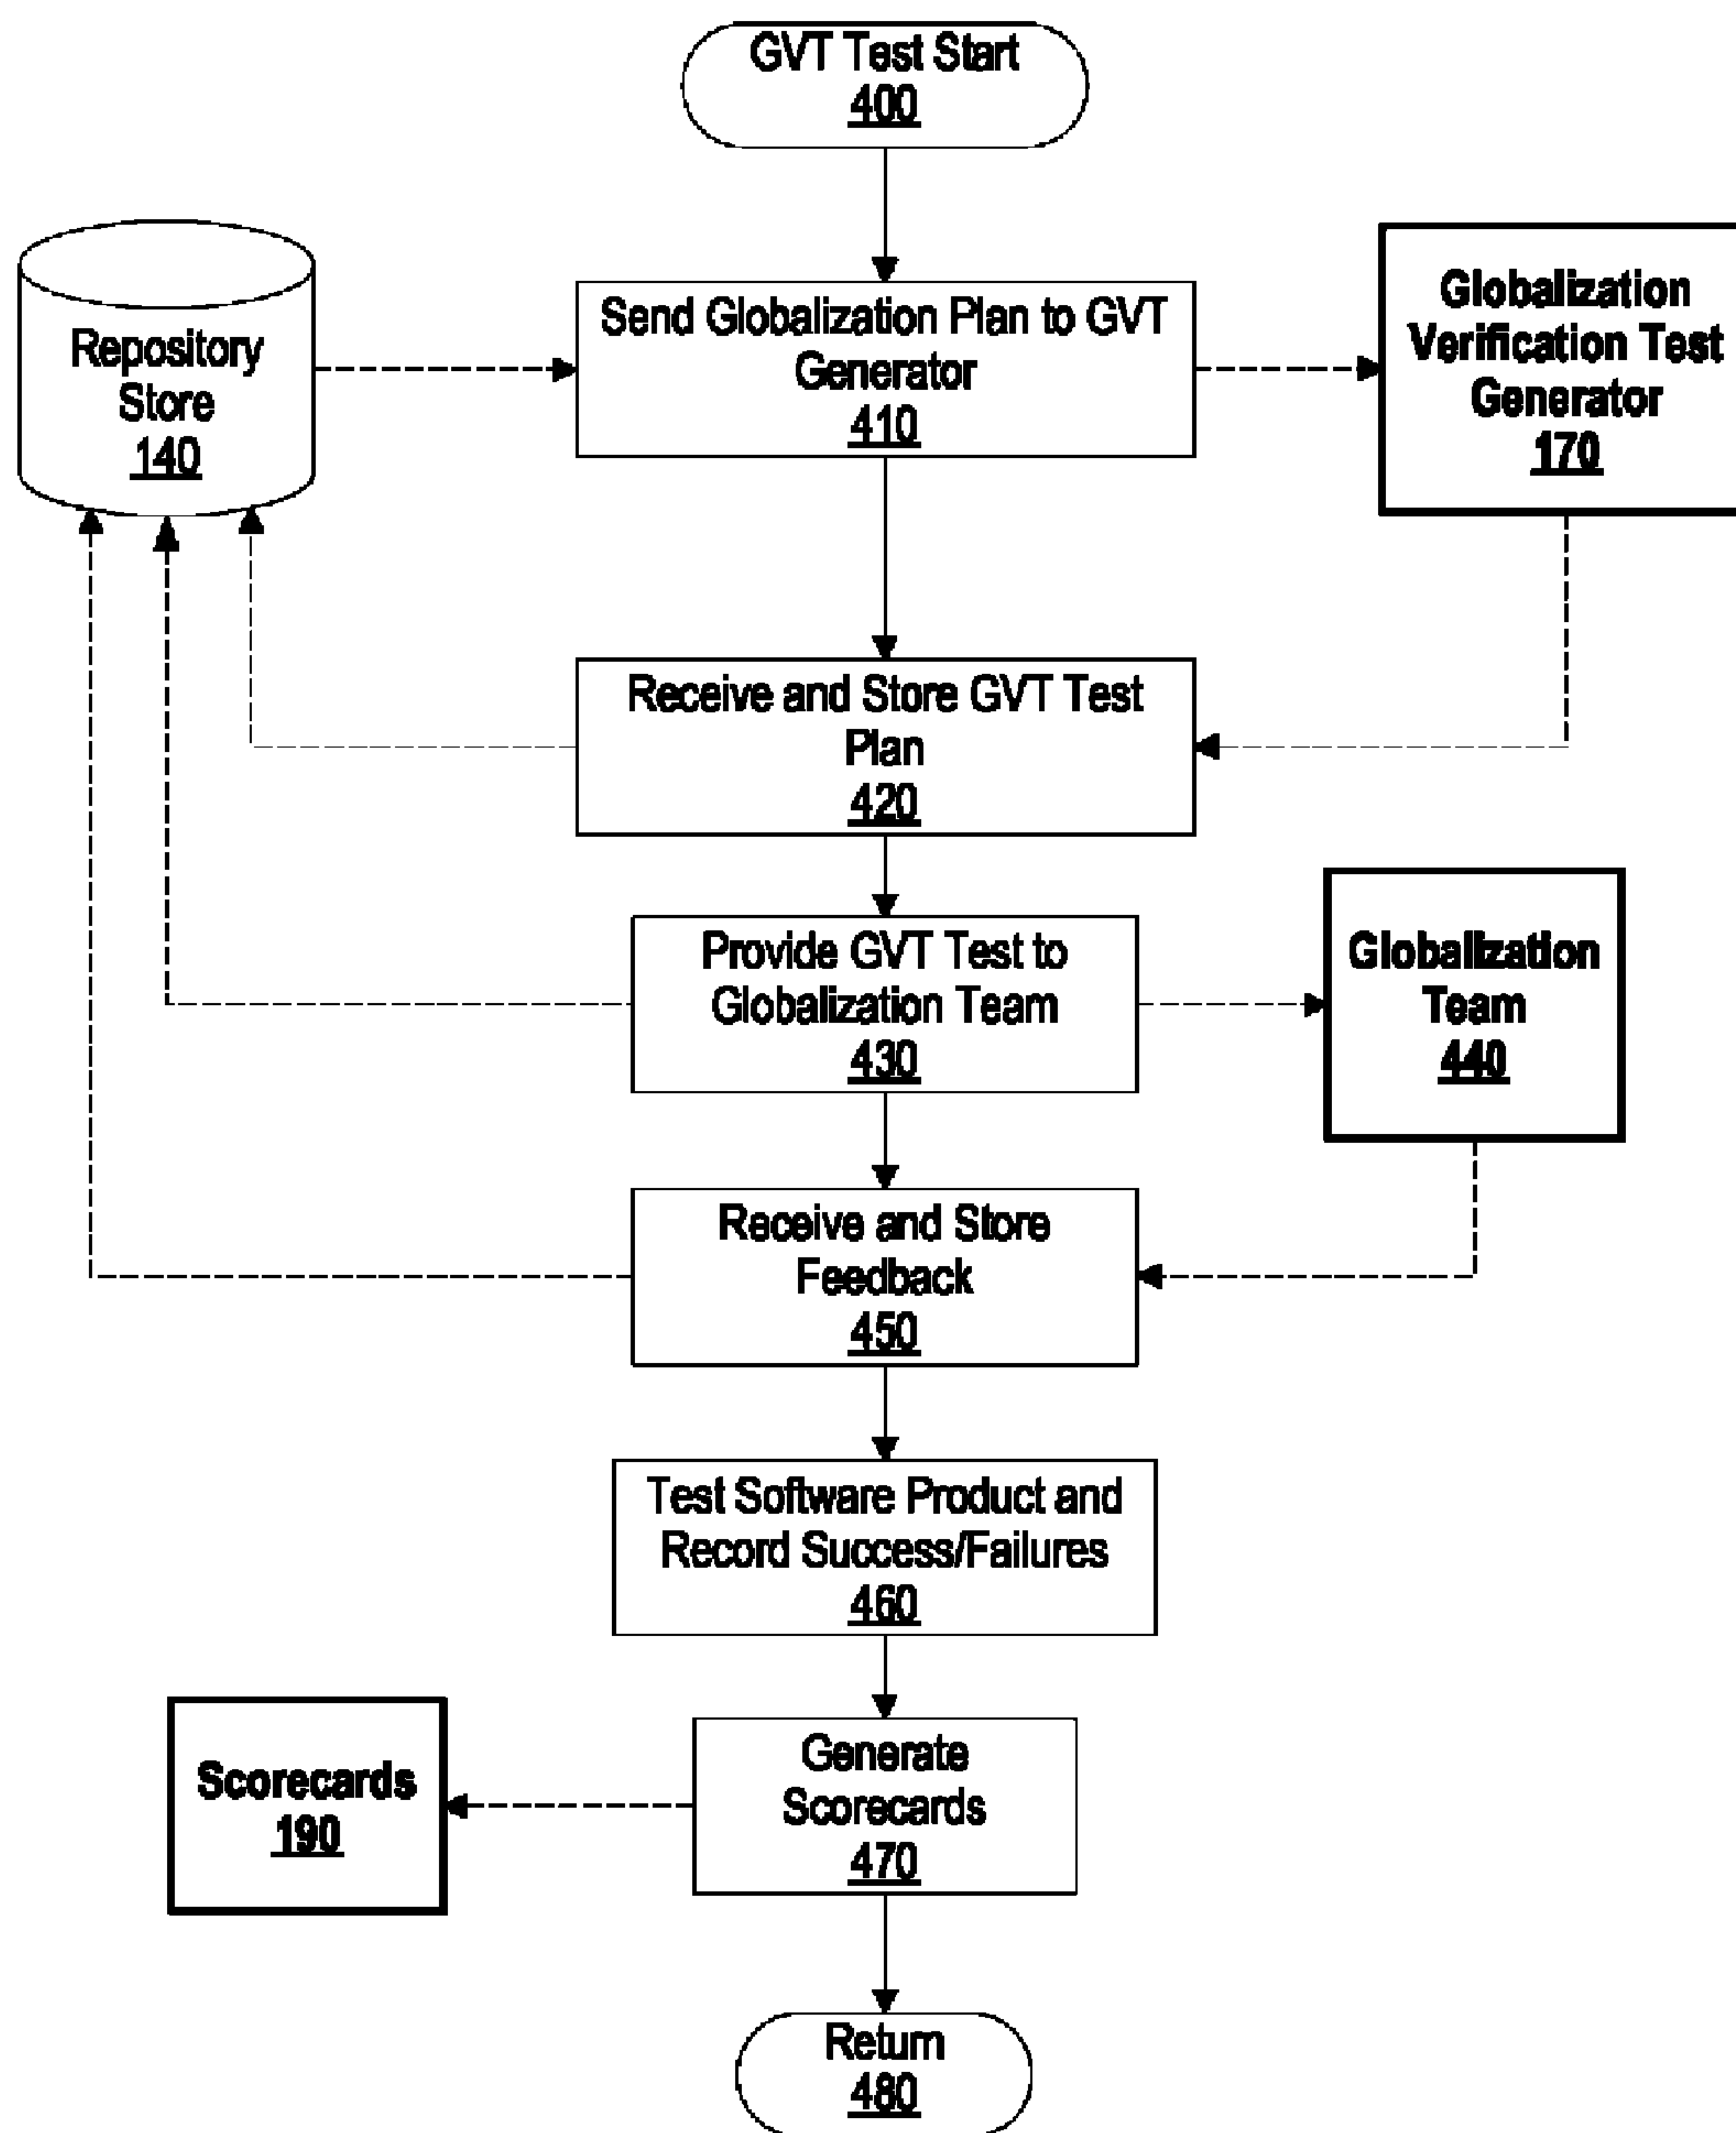 GVT Test Start
400
Repository
Store
140
Send Globalization Plan to GVT
Generator
410
Globalization
Verification Test
Generator
170
Receive and Store GVT Test
Plan
420
Provide GVT Test to
Globalization Team
430
Globalization
Team
440
Receive and Store
Feedback
450
Test Software Product and
Record Success/Failures
460
Scorecards
190
Generate
Scorecards
470
Return
480